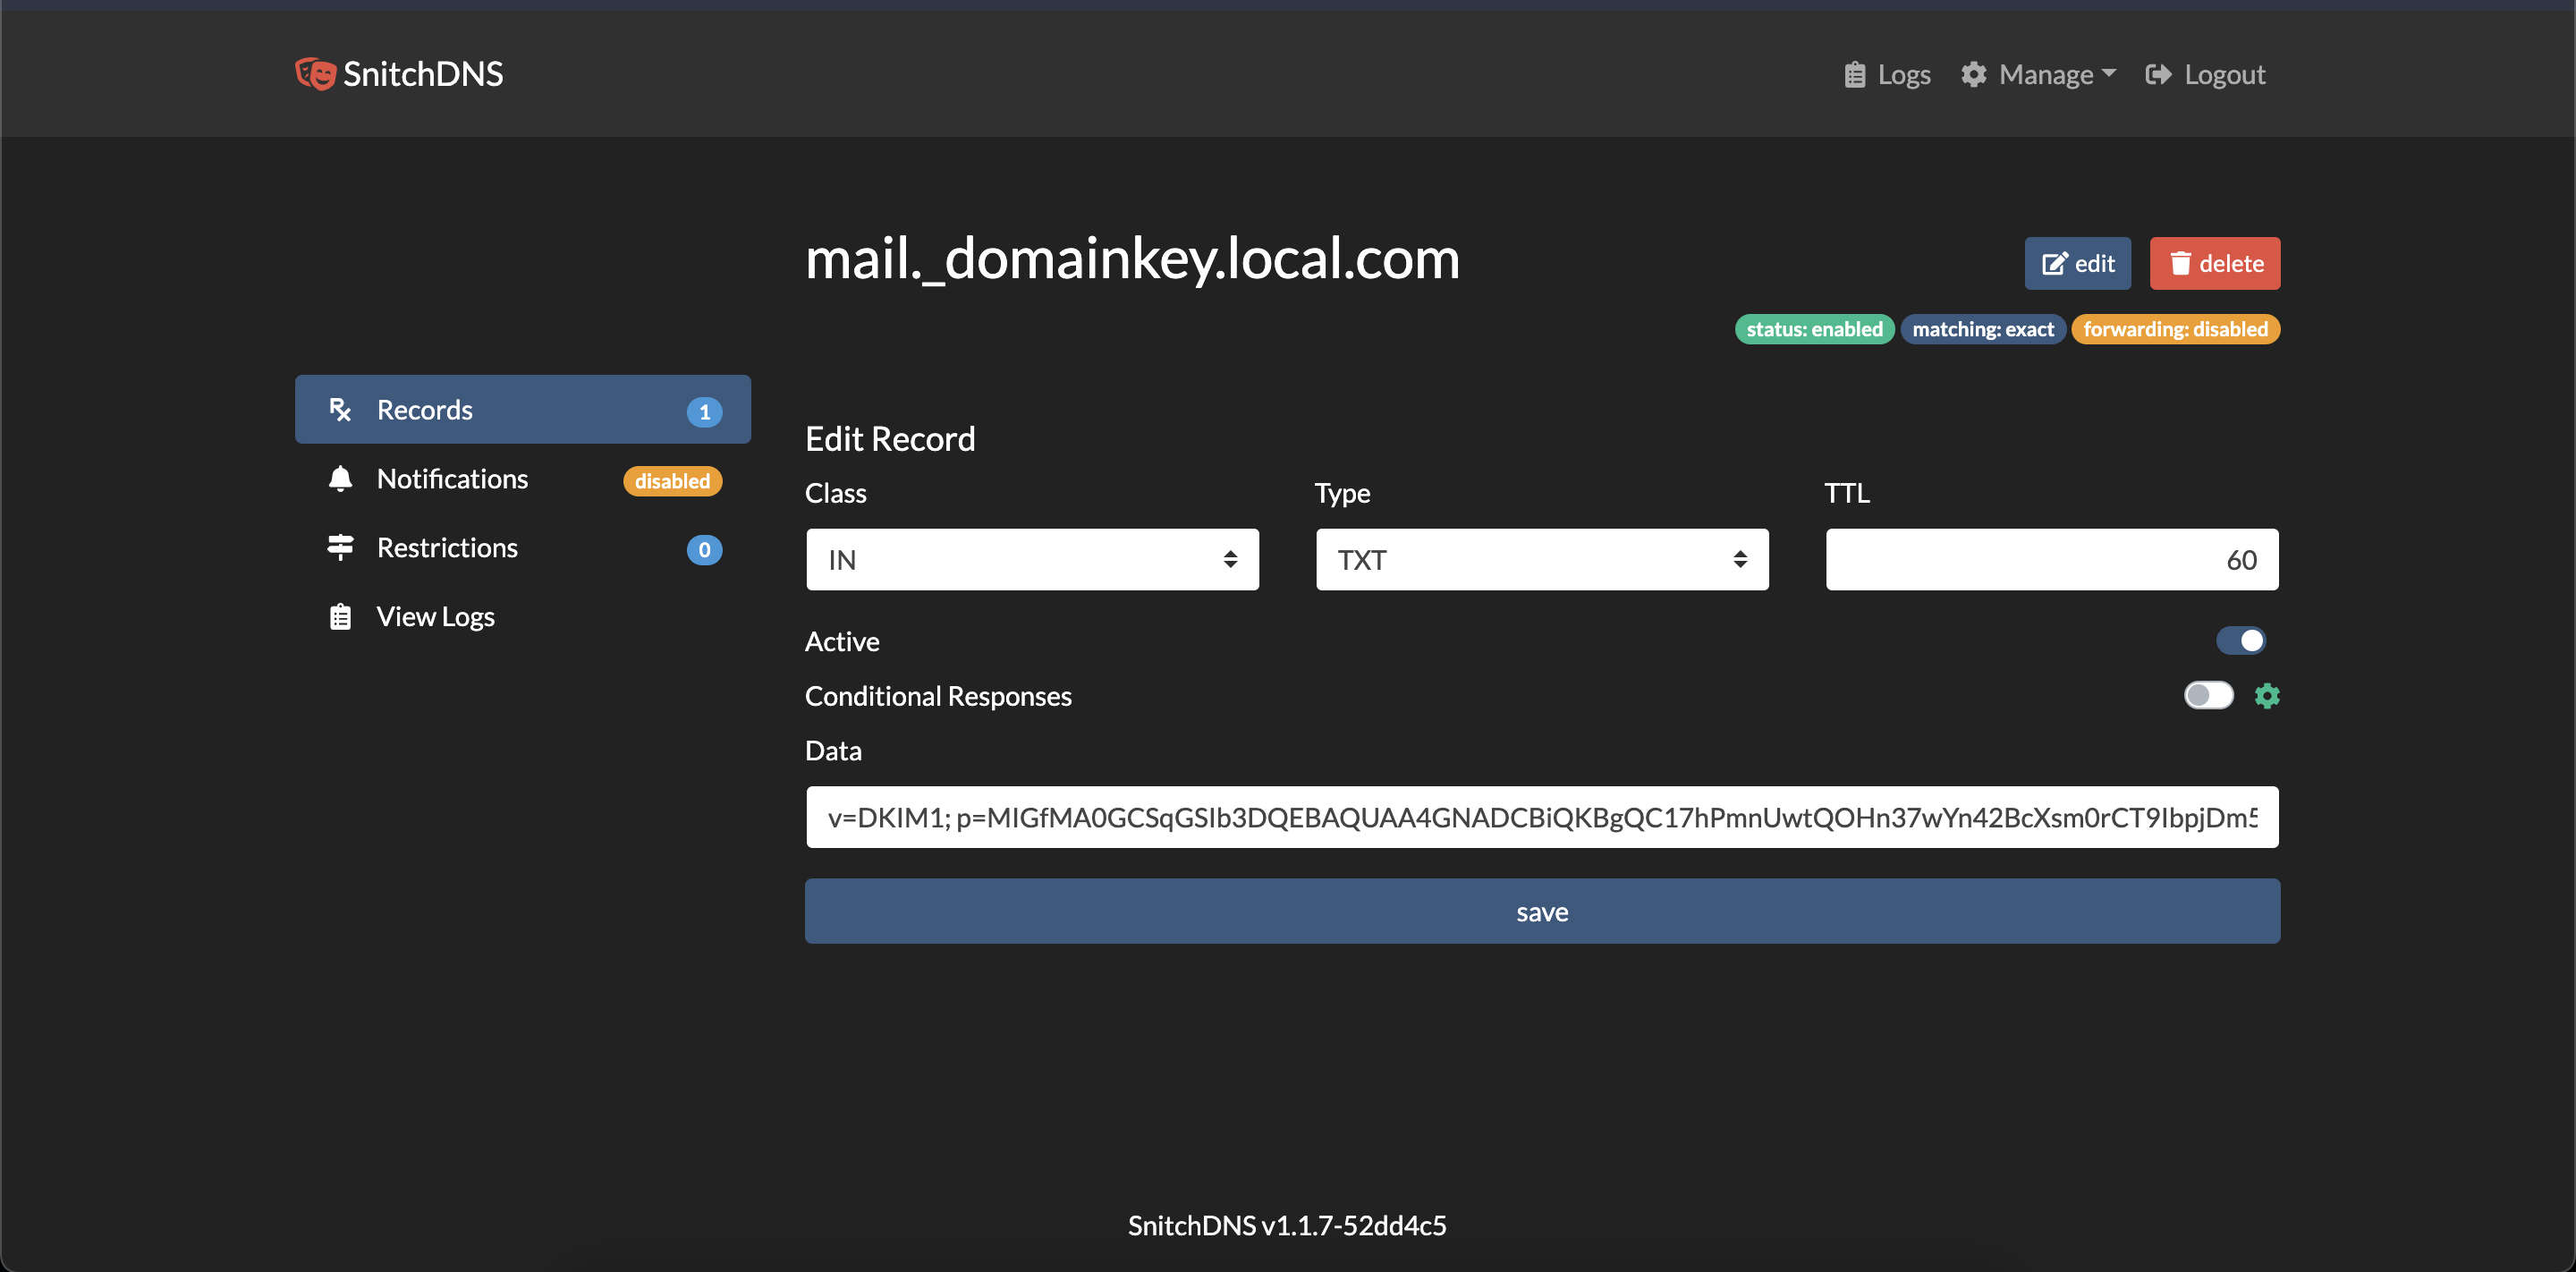 SnitchDNS
Logs Manage Logout
mail._domainkey.local.com
edit delete
status: enabled matching: exact forwarding: disabled
Records 1
Notifications disabled
Restrictions 0
View Logs
Edit Record
Class Type TTL
IN TXT 60
Active
Conditional Responses
Data
v=DKIM1; p=MIGfMA0GCSqGSIb3DQEBAQUAA4GNADCBiQKBgQC17hPmnUwtQOHn37wYn42BcXsm0rCT9IbpjDm5
save
SnitchDNS v1.1.7-52dd4c5